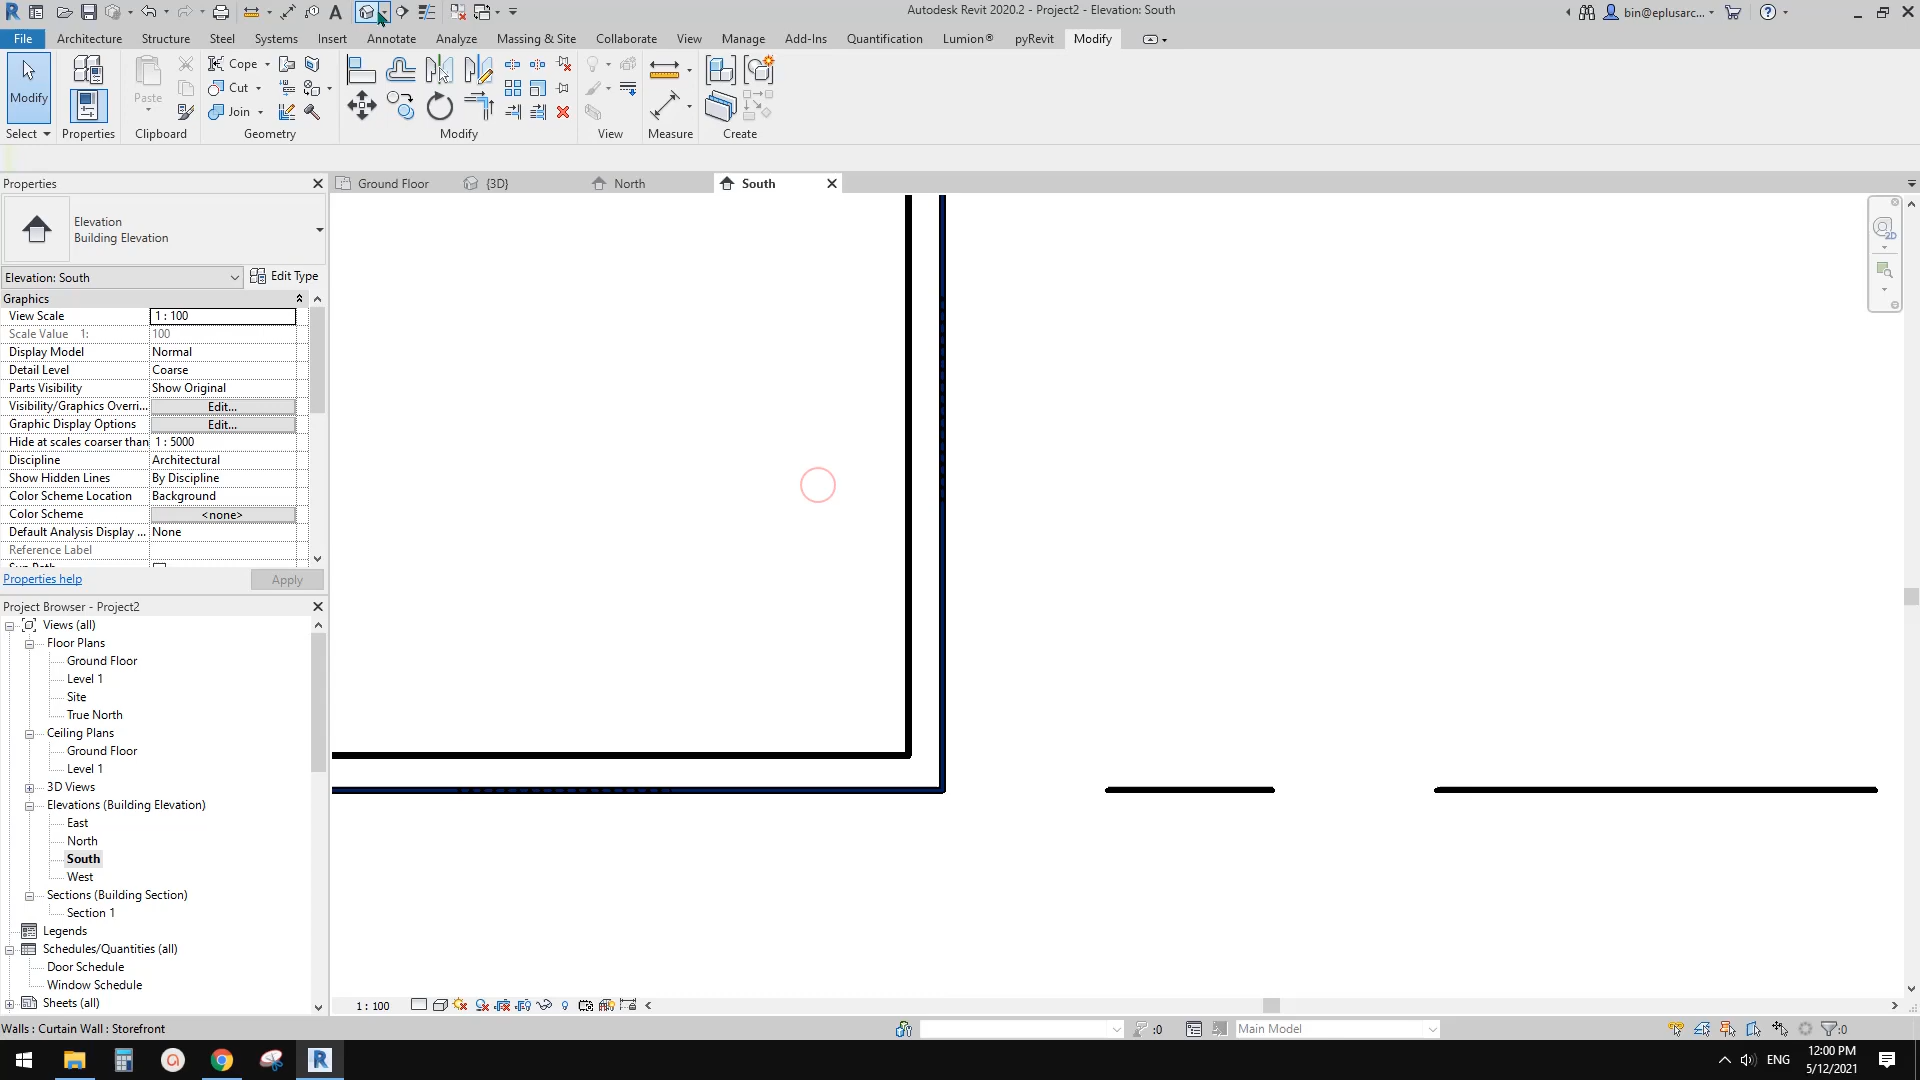 Autodesk Revit 2020.2 - Project2 - Elevation: South
bin@eplusarc...
File Architecture Structure Steel Systems Insert Annotate Analyze Massing & Site Collaborate View Manage Add-Ins Quantification Lumion® pyRevit Modify
Modify
Paste
Cope
Cut
Join
Select Properties Clipboard Geometry Modify View Measure Create
Properties
Ground Floor {3D} North South
Elevation
Building Elevation
Elevation: South Edit Type
Graphics
View Scale 1 : 100
Scale Value 1: 100
Display Model Normal
Detail Level Coarse
Parts Visibility Show Original
Visibility/Graphics Overri... Edit...
Graphic Display Options Edit...
Hide at scales coarser than 1 : 5000
Discipline Architectural
Show Hidden Lines By Discipline
Color Scheme Location Background
Color Scheme <none>
Default Analysis Display ... None
Reference Label
Properties help Apply
Project Browser - Project2
Views (all)
Floor Plans
Ground Floor
Level 1
Site
True North
Ceiling Plans
Ground Floor
Level 1
3D Views
Elevations (Building Elevation)
East
North
South
West
Sections (Building Section)
Section 1
Legends
Schedules/Quantities (all)
Door Schedule
Window Schedule
Sheets (all)
2D
1 : 100
Walls : Curtain Wall : Storefront
:0
Main Model
:0
ENG
12:00 PM
5/12/2021